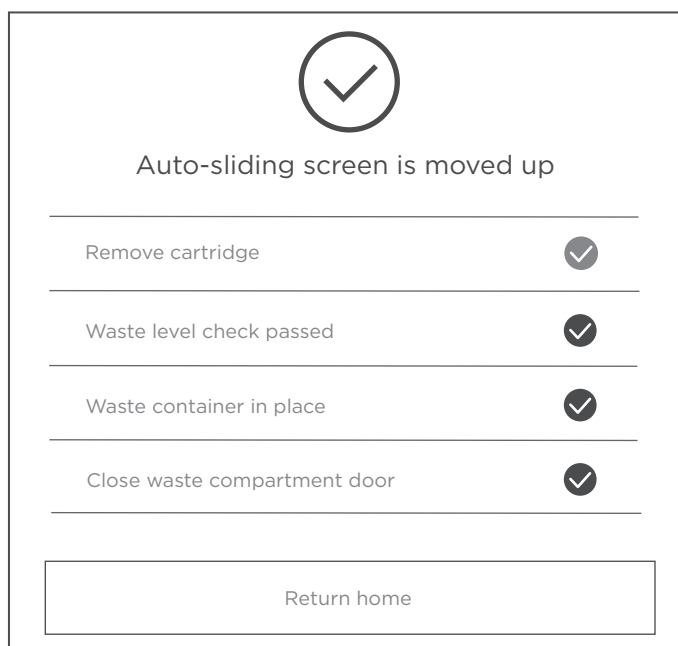 Auto-sliding screen is moved up
Remove cartridge
Waste level check passed
Waste container in place
Close waste compartment door
Return home